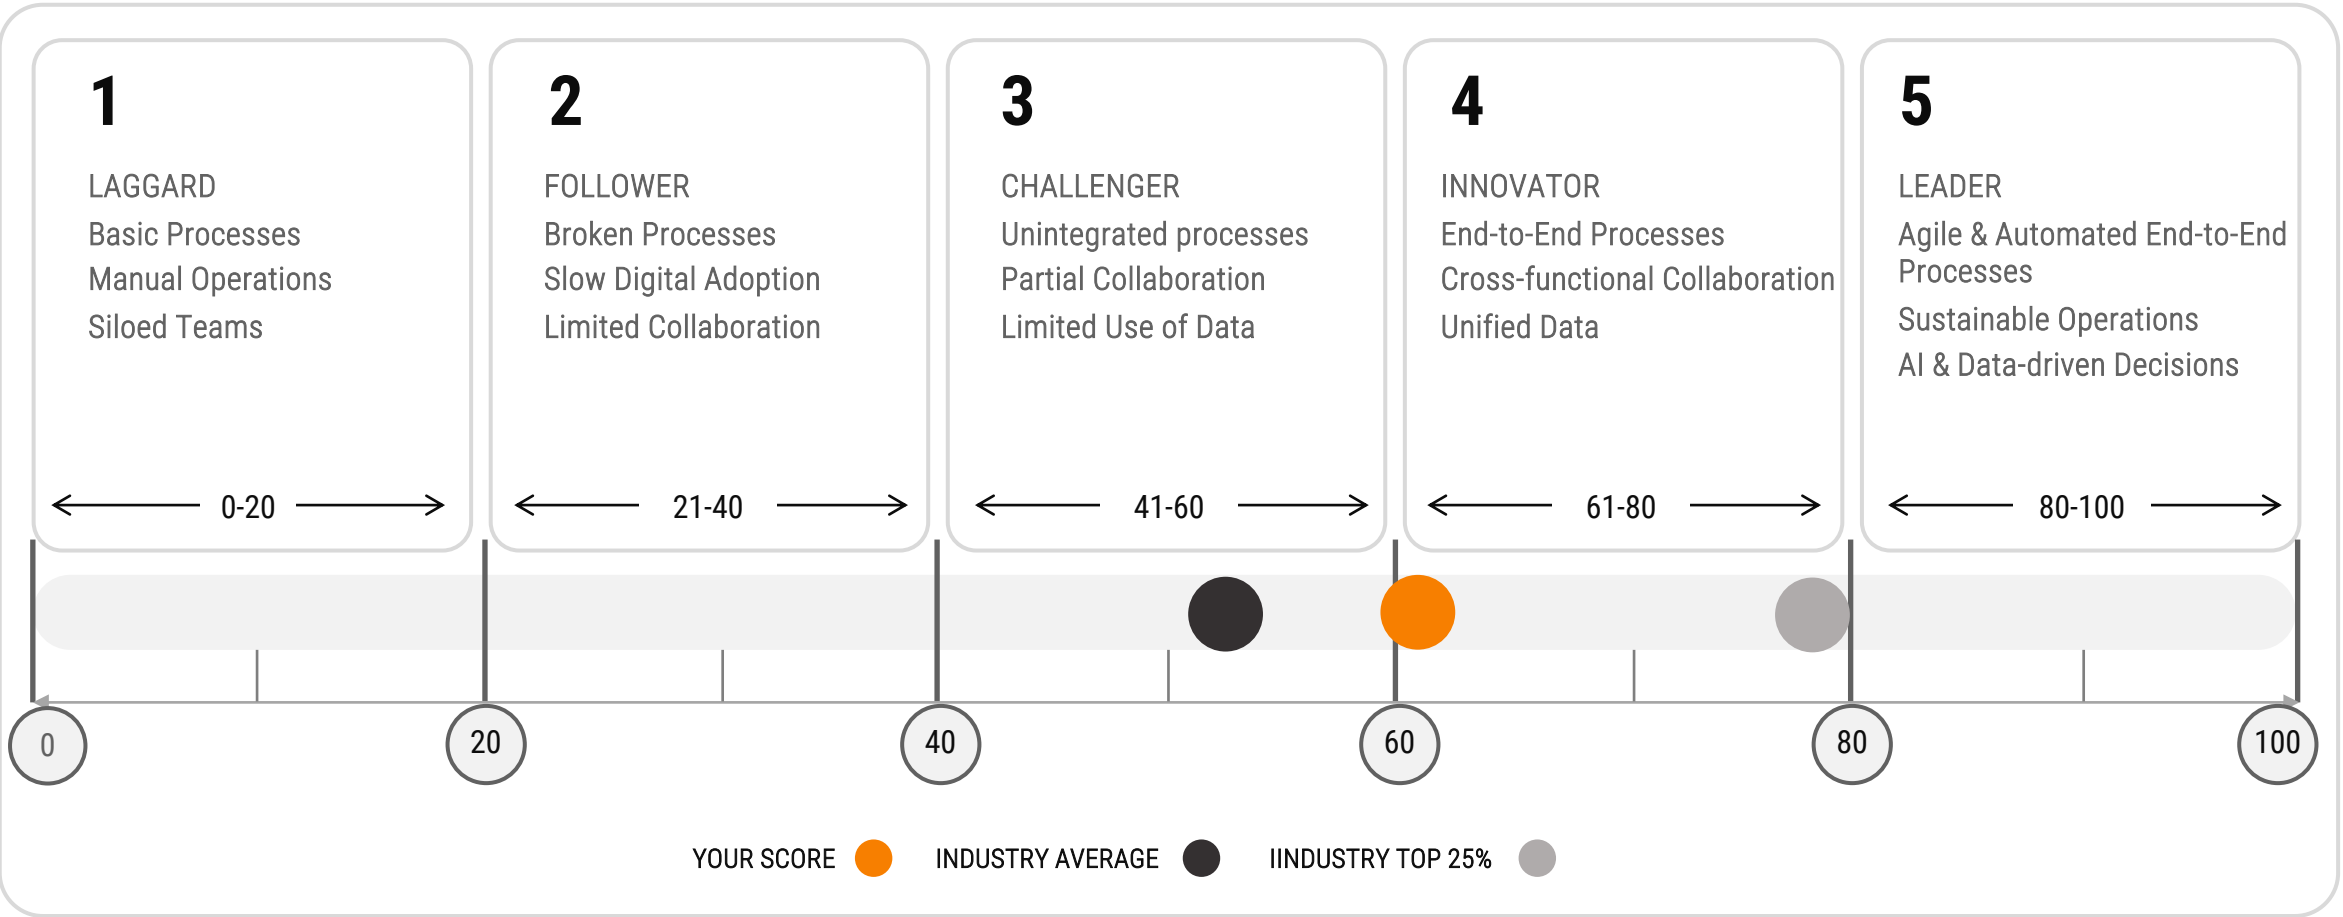 1
LAGGARD
Basic Processes
Manual Operations
Siloed Teams
0-20
2
FOLLOWER
Broken Processes
Slow Digital Adoption
Limited Collaboration
21-40
3
CHALLENGER
Unintegrated processes
Partial Collaboration
Limited Use of Data
41-60
4
INNOVATOR
End-to-End Processes
Cross-functional Collaboration
Unified Data
61-80
5
LEADER
Agile & Automated End-to-End
Processes
Sustainable Operations
AI & Data-driven Decisions
80-100
0
20
40
60
80
100
YOUR SCORE
INDUSTRY AVERAGE
IINDUSTRY TOP 25%